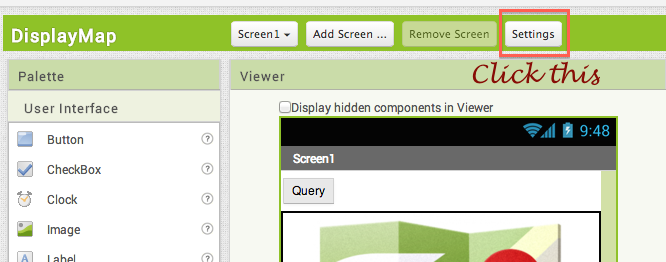 DisplayMap
Screen1
Add Screen ...
Remove Screen
Settings
Click this
Palette
User Interface
Button
?
CheckBox
?
Clock
?
Image
?
A
Label
Viewer
Display hidden components in Viewer
9:48
Screen1
Query